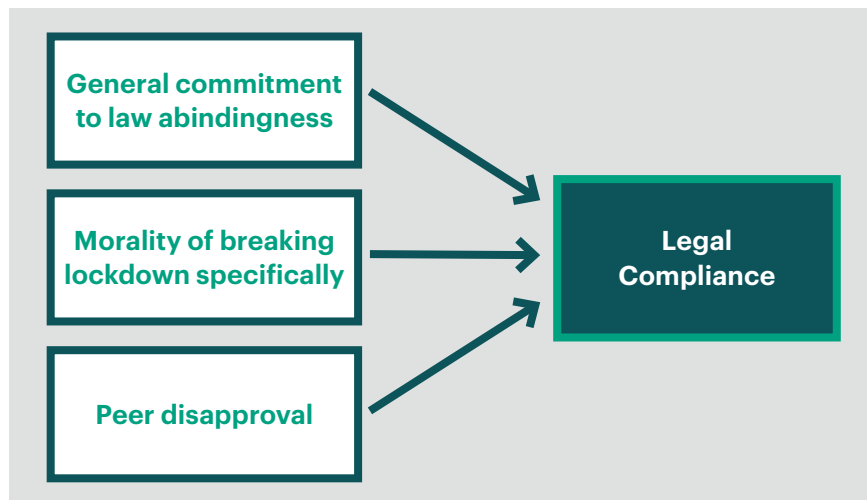 General commitment
to law abindingness
Morality of breaking
lockdown specifically
Legal
Compliance
Peer disapproval